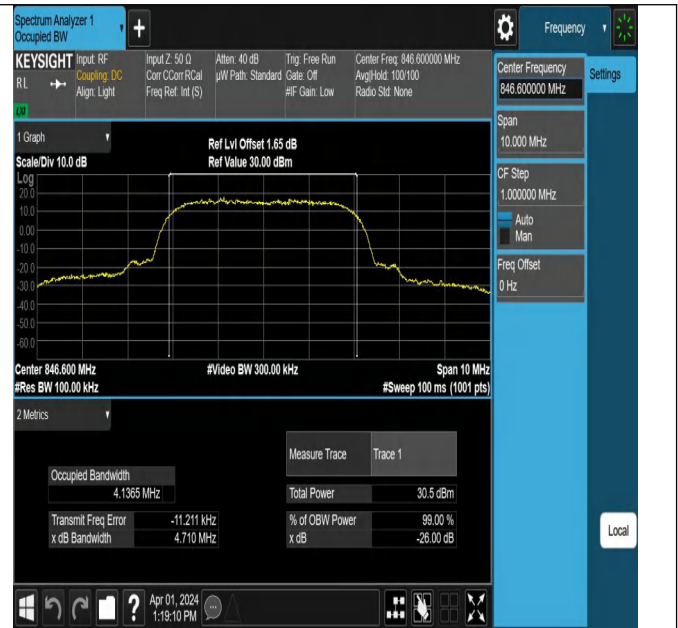 Spectrum Analyzer 1
Occupied BW
Frequency
KEYSIGHT
Input: RF
Coupling: DC
Align: Light
Input Z: 50 Ω
Corr CCorr RCal
Freq Ref: Int (S)
Atten: 40 dB
µW Path: Standard
Trig: Free Run
Gate: Off
#IF Gain: Low
Center Freq: 846.600000 MHz
Avg|Hold: 100/100
Radio Std: None
RL
LXI
Center Frequency
846.600000 MHz
Settings
Span
10.000 MHz
CF Step
1.000000 MHz
Auto
Man
Freq Offset
0 Hz
1 Graph
Scale/Div 10.0 dB
Ref Lvl Offset 1.65 dB
Ref Value 30.00 dBm
Log
20.0
10.0
0.00
-10.0
-20.0
-30.0
-40.0
-50.0
-60.0
Center 846.600 MHz
#Video BW 300.00 kHz
Span 10 MHz
#Res BW 100.00 kHz
#Sweep 100 ms (1001 pts)
2 Metrics
Measure Trace
Trace 1
Occupied Bandwidth
4.1365 MHz
Total Power
30.5 dBm
Transmit Freq Error
-11.211 kHz
% of OBW Power
99.00 %
x dB Bandwidth
4.710 MHz
x dB
-26.00 dB
Local
?
Apr 01, 2024
1:19:10 PM